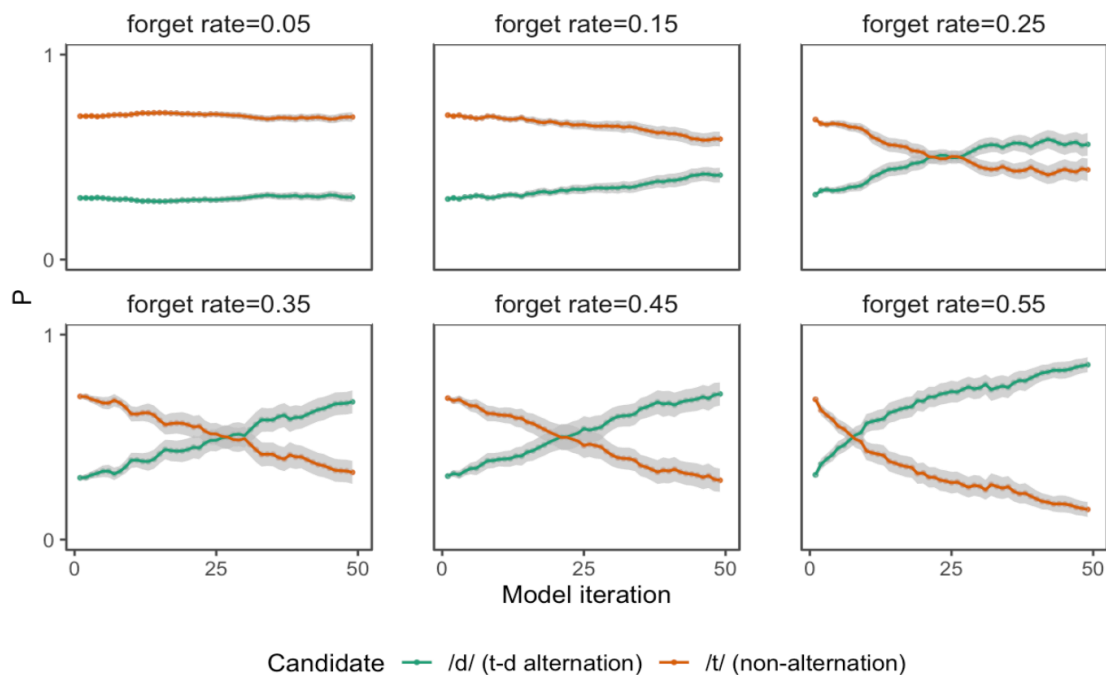 forget rate=0.05 forget rate=0.15 forget rate=0.25
1
0
P
forget rate=0.35 forget rate=0.45 forget rate=0.55
1
0
0 25 50 0 25 50 0 25 50
Model iteration
Candidate /d/ (t-d alternation) /t/ (non-alternation)